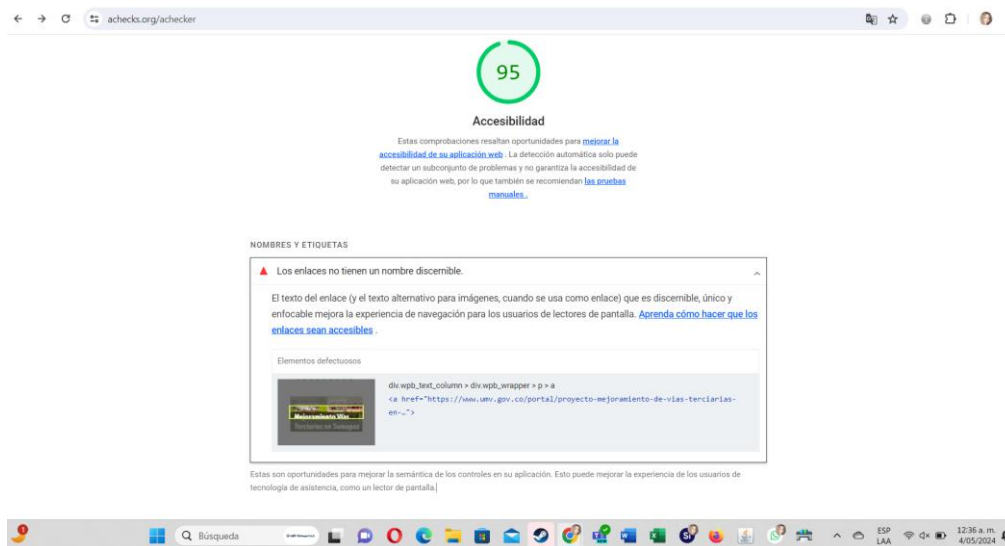 achecks.org/achecker
95
Accesibilidad
Estas comprobaciones resaltan oportunidades para mejorar la
accesibilidad de su aplicación web . La detección automática solo puede
detectar un subconjunto de problemas y no garantiza la accesibilidad de
su aplicación web, por lo que también se recomiendan las pruebas
manuales .
NOMBRES Y ETIQUETAS
Los enlaces no tienen un nombre discernible.
El texto del enlace (y el texto alternativo para imágenes, cuando se usa como enlace) que es discernible, único y
enfocable mejora la experiencia de navegación para los usuarios de lectores de pantalla. Aprenda cómo hacer que los
enlaces sean accesibles .
Elementos defectuosos
div.wpb_text_column > div.wpb_wrapper > p > a
<a href="https://www.umv.gov.co/portal/proyecto-mejoramiento-de-vias-terciarias-
en-…">
Mejoramiento Vías
Terciarias en Sumapaz
Estas son oportunidades para mejorar la semántica de los controles en su aplicación. Esto puede mejorar la experiencia de los usuarios de
tecnología de asistencia, como un lector de pantalla.
Búsqueda
ESP
LAA
12:36 a. m.
4/05/2024